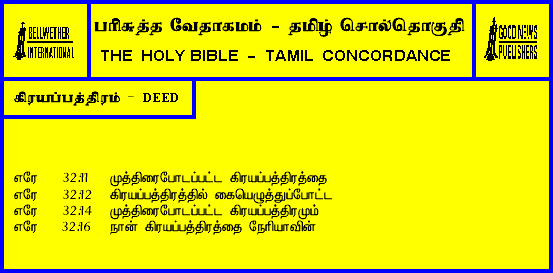 BELLWETHER
INTERNATIONAL
பரிசுத்த வேதாகமம் - தமிழ் சொல்தொகுதி
THE HOLY BIBLE - TAMIL CONCORDANCE
GOOD NEWS
PUBLISHERS
கிரயப்பத்திரம் - DEED
எரே 32:11 முத்திரைபோடப்பட்ட கிரயப்பத்திரத்தை
எரே 32:12 கிரயப்பத்திரத்தில் கையெழுத்துப்போட்ட
எரே 32:14 முத்திரைபோடப்பட்ட கிரயப்பத்திரமும்
எரே 32:16 நான் கிரயப்பத்திரத்தை நேரியாவின்